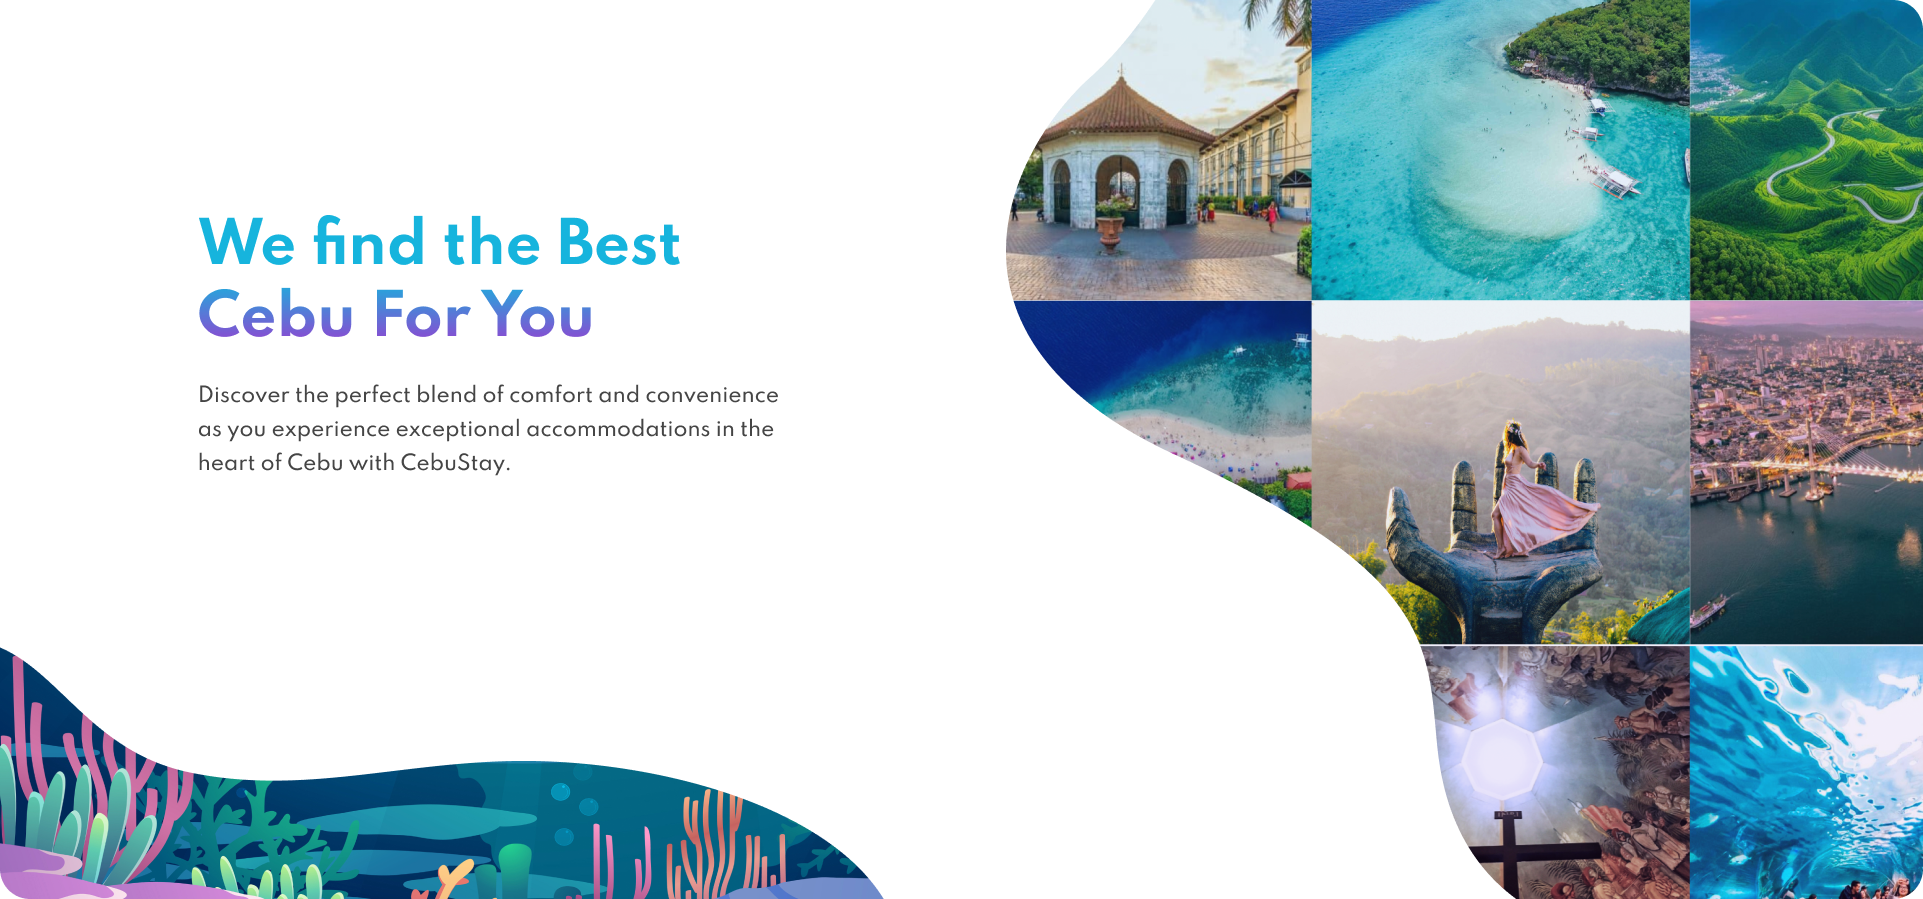 We find the Best
Cebu For You
Discover the perfect blend of comfort and convenience
as you experience exceptional accommodations in the
heart of Cebu with CebuStay.